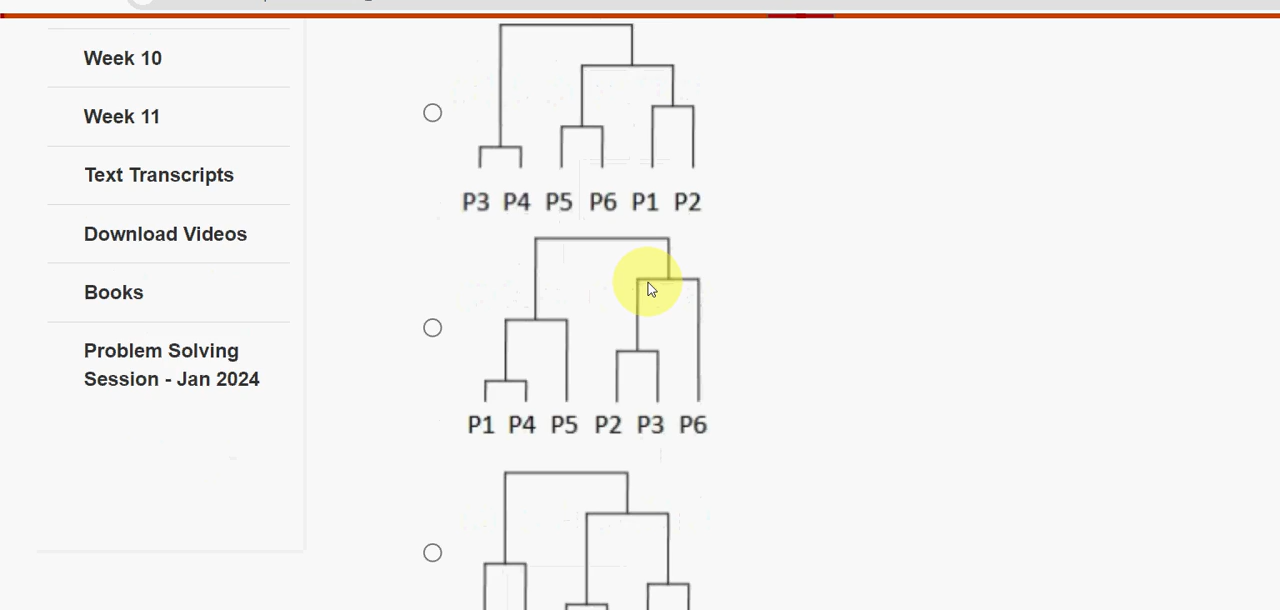 Week 10
Week 11
Text Transcripts
Download Videos
Books
Problem Solving
Session - Jan 2024
P3 P4 P5 P6 P1 P2
P1 P4 P5 P2 P3 P6